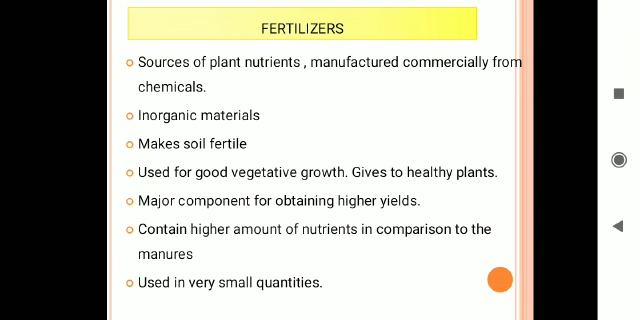 FERTILIZERS
Sources of plant nutrients , manufactured commercially from
chemicals.
Inorganic materials
Makes soil fertile
Used for good vegetative growth. Gives to healthy plants.
Major component for obtaining higher yields.
Contain higher amount of nutrients in comparison to the
manures
Used in very small quantities.